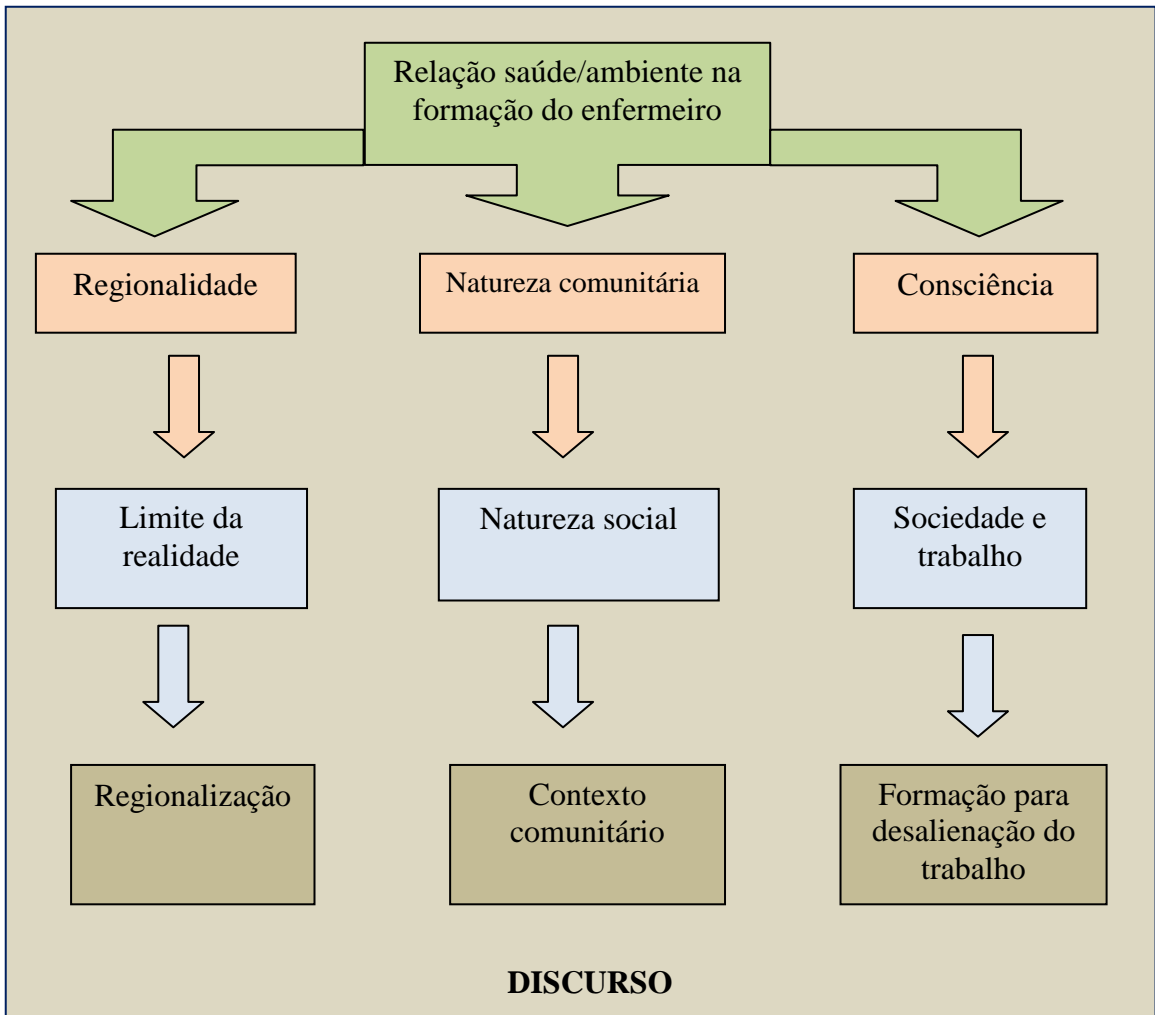 Relação saúde/ambiente na
formação do enfermeiro
Regionalidade
Natureza comunitária
Consciência
Limite da
realidade
Natureza social
Sociedade e
trabalho
Regionalização
Contexto
comunitário
Formação para
desalienação do
trabalho
DISCURSO